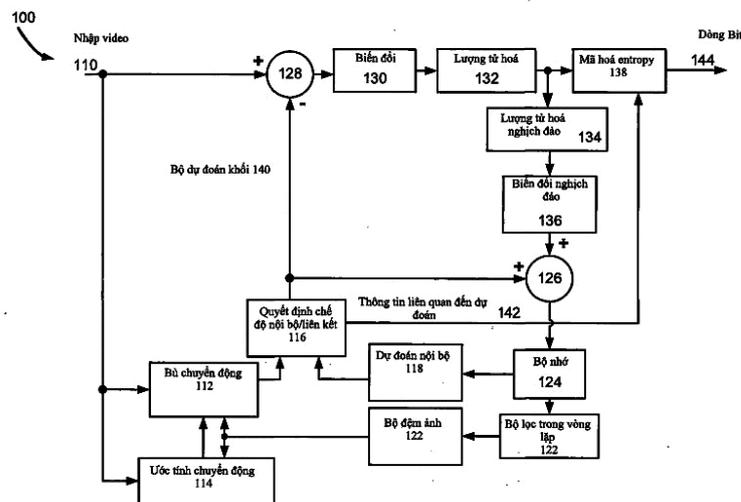 100
Nhập video
110
+
128
-
Biến đổi
130
Lượng tử hoá
132
Mã hoá entropy
138
Dòng Bit
144
Lượng tử hoá
nghịch đảo
134
Bộ dự đoán khối 140
Biến đổi nghịch
đảo
136
+
+
126
Quyết định chế
độ nội bộ/liên kết
116
Thông tin liên quan đến dự
đoán
142
Bù chuyển động
112
Dự đoán nội bộ
118
Bộ nhớ
124
Bộ đệm ảnh
122
Bộ lọc trong vòng
lặp
122
Ước tính chuyển động
114